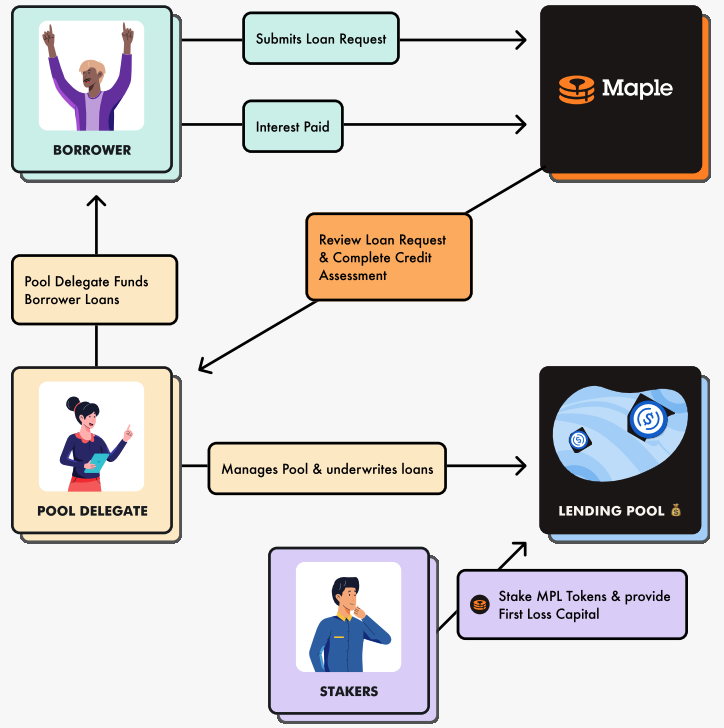 Submits Loan Request
Maple
Interest Paid
BORROWER
Review Loan Request
& Complete Credit
Assessment
Pool Delegate Funds
Borrower Loans
Manages Pool & underwrites loans
POOL DELEGATE
LENDING POOL 💰
Stake MPL Tokens & provide
First Loss Capital
STAKERS